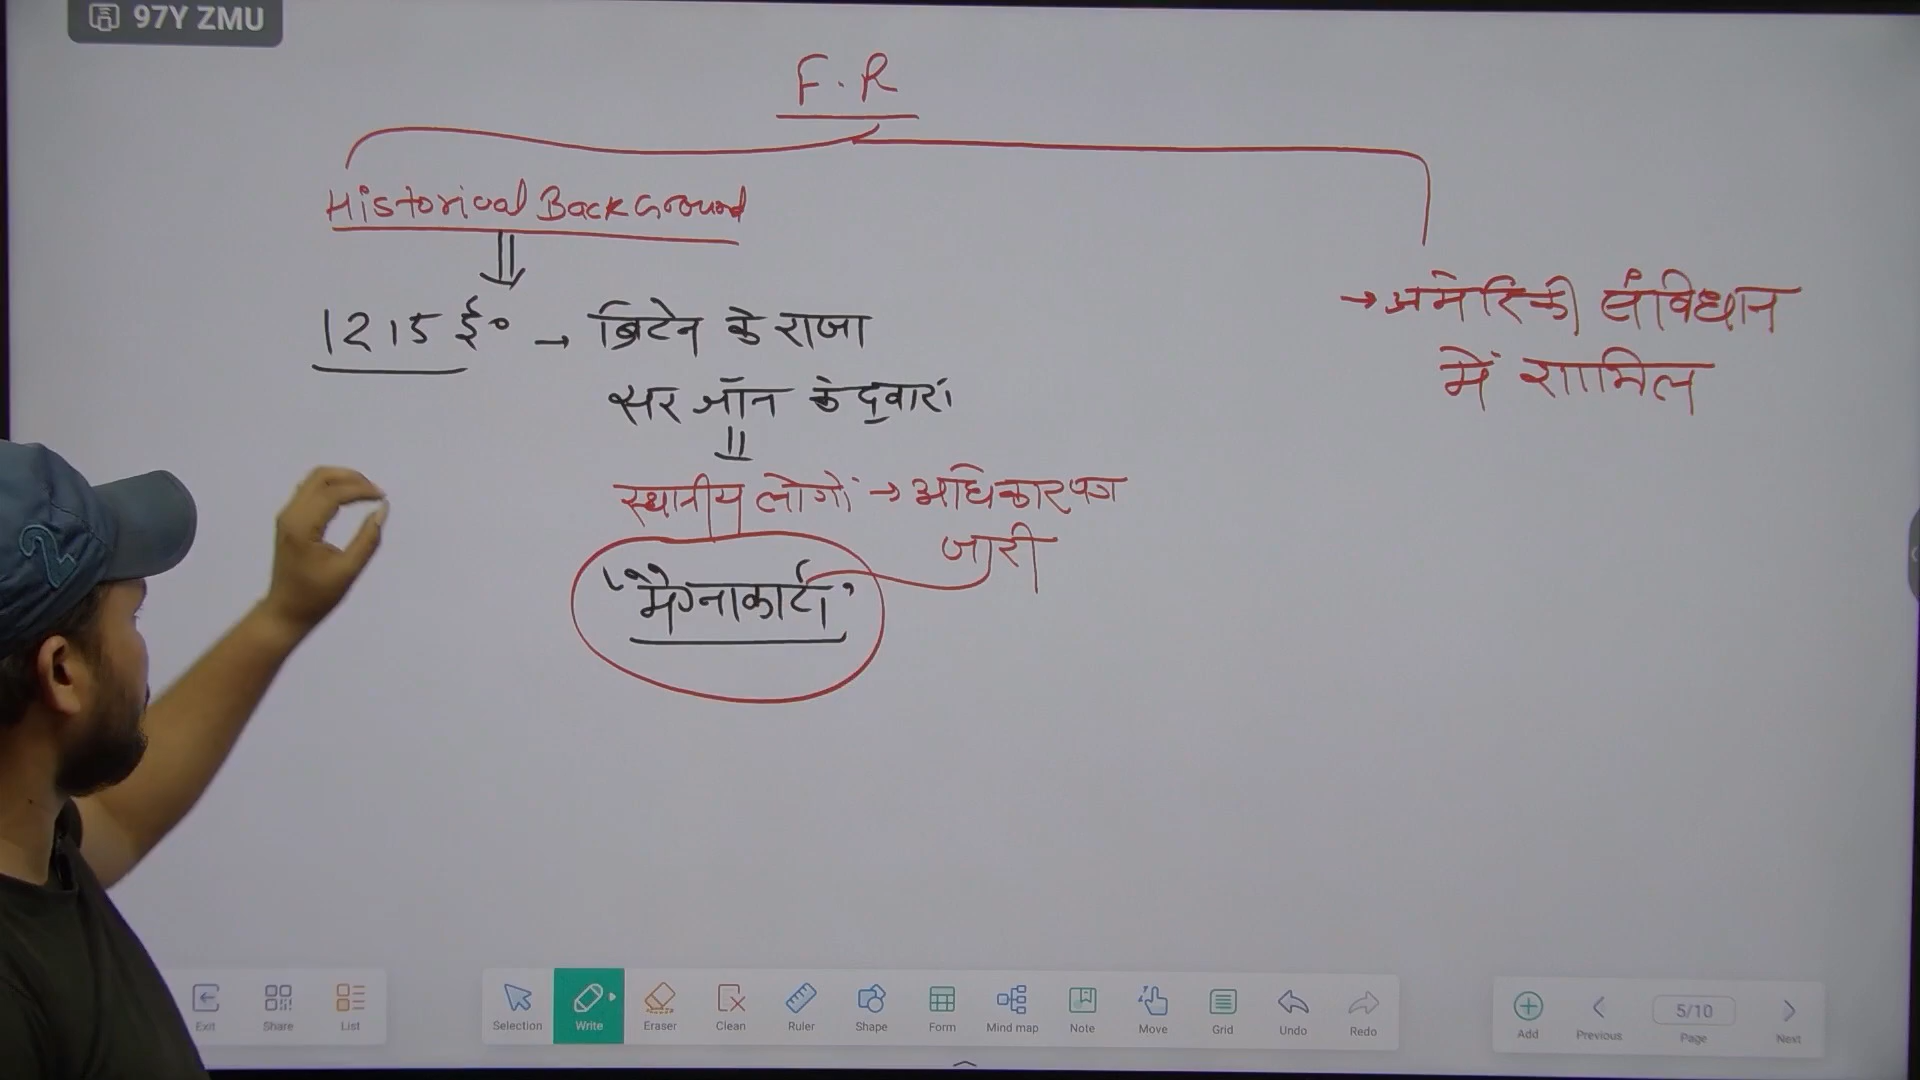 97Y ZMU
F.R
Historical Background
1215 ई० → ब्रिटेन के राजा
सर जॉन के द्वारा
स्थानीय लोगों → अधिकारपत्र
जारी
"मैग्नाकार्टा"
→ अमेरिकी संविधान
में शामिल
Exit Share List Selection Write Eraser Clean Ruler Shape Form Mind map Note Move Grid Undo Redo Add Previous 5/10 Page Next